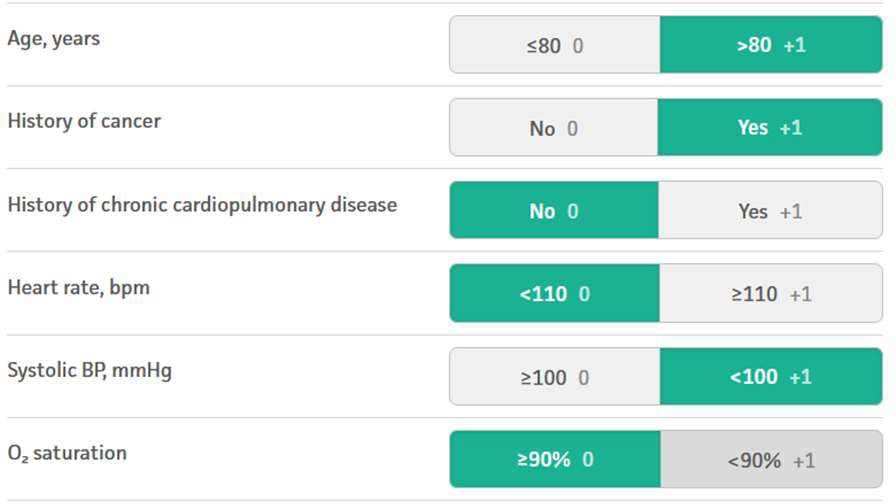 Age, years ≤80 0 >80 +1
History of cancer No 0 Yes +1
History of chronic cardiopulmonary disease No 0 Yes +1
Heart rate, bpm <110 0 ≥110 +1
Systolic BP, mmHg ≥100 0 <100 +1
O₂ saturation ≥90% 0 <90% +1